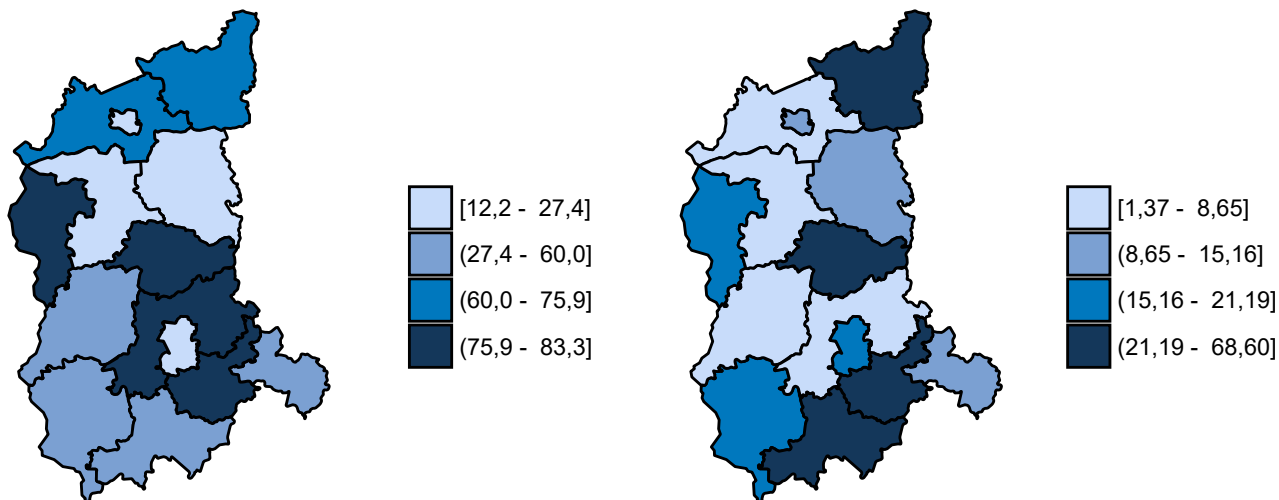 [12,2 - 27,4]
(27,4 - 60,0]
(60,0 - 75,9]
(75,9 - 83,3]
[1,37 - 8,65]
(8,65 - 15,16]
(15,16 - 21,19]
(21,19 - 68,60]